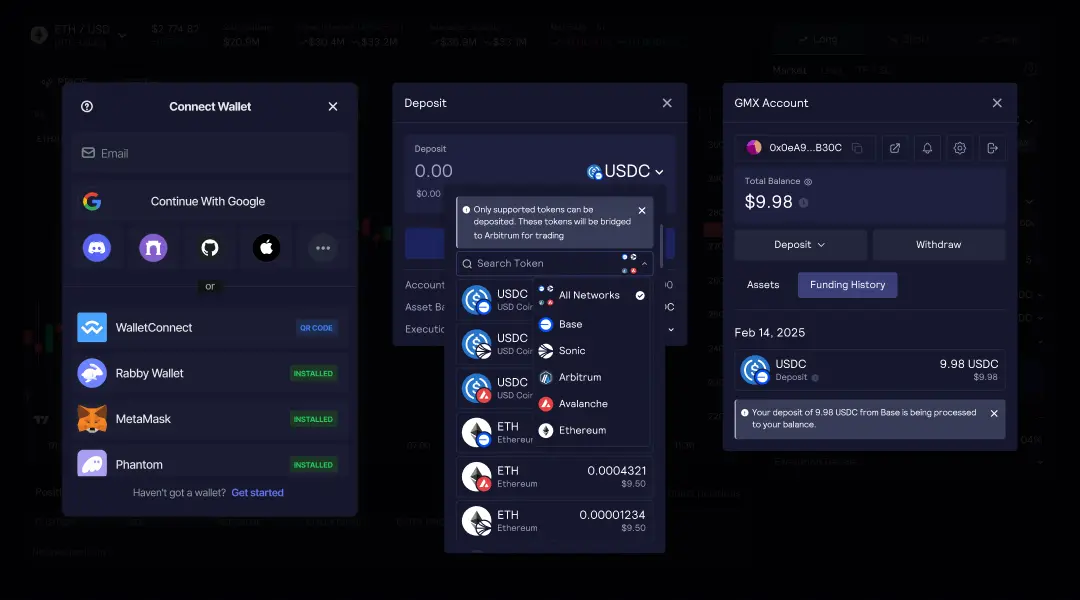 ETH / USD
$2 774 62
Long
Market
Connect Wallet
Email
Continue With Google
or
WalletConnect
QR CODE
Rabby Wallet
INSTALLED
MetaMask
INSTALLED
Phantom
INSTALLED
Haven't got a wallet? Get started
Deposit
Deposit
0.00
USDC
$0.00
Only supported tokens can be
deposited. These tokens will be bridged
to Arbitrum for trading
Search Token
Account
USDC
USD Coin
All Networks
Base
USDC
USD Coin
Sonic
Arbitrum
USDC
USD Coin
Avalanche
ETH
Ethereum
Ethereum
ETH
0.0004321
Ethereum
$9.50
ETH
0.00001234
Ethereum
$9.50
GMX Account
0x0eA9...B30C
Total Balance
$9.98
Deposit
Withdraw
Assets
Funding History
Feb 14, 2025
USDC
9.98 USDC
Deposit
$9.98
Your deposit of 9.98 USDC from Base is being processed
to your balance.